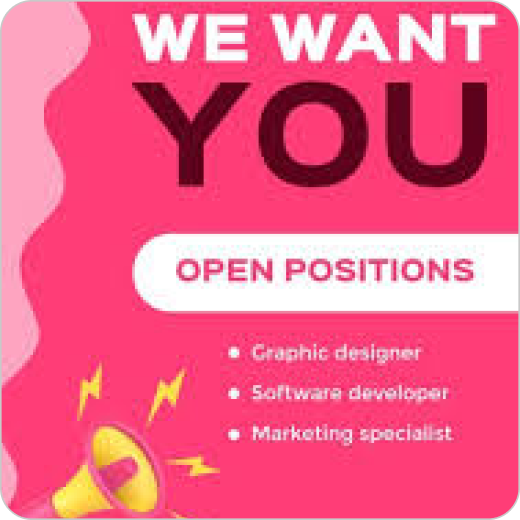 WE WANT
YOU
OPEN POSITIONS
Graphic designer
Software developer
Marketing specialist